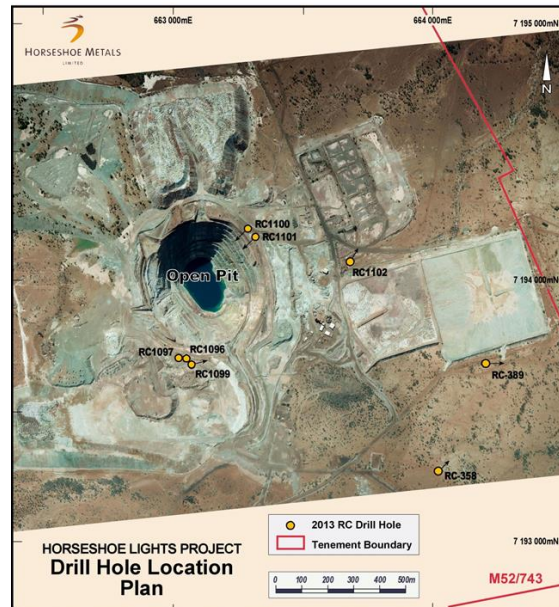 663 000mE
664 000mE
7 195 000mN
HORSESHOE METALS
LIMITED
N
RC1100
RC1101
Open Pit
RC1102
7 194 000mN
RC1097
RC1096
RC1099
RC-389
RC-358
2013 RC Drill Hole
Tenement Boundary
HORSESHOE LIGHTS PROJECT
Drill Hole Location
Plan
7 193 000mN
0 100 200 300 400 500m
M52/743